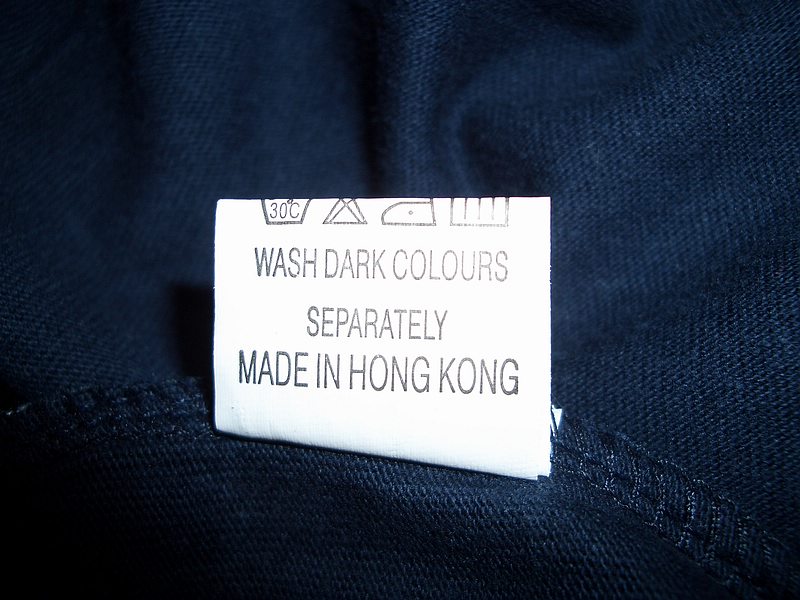 30°C
WASH DARK COLOURS
SEPARATELY
MADE IN HONG KONG